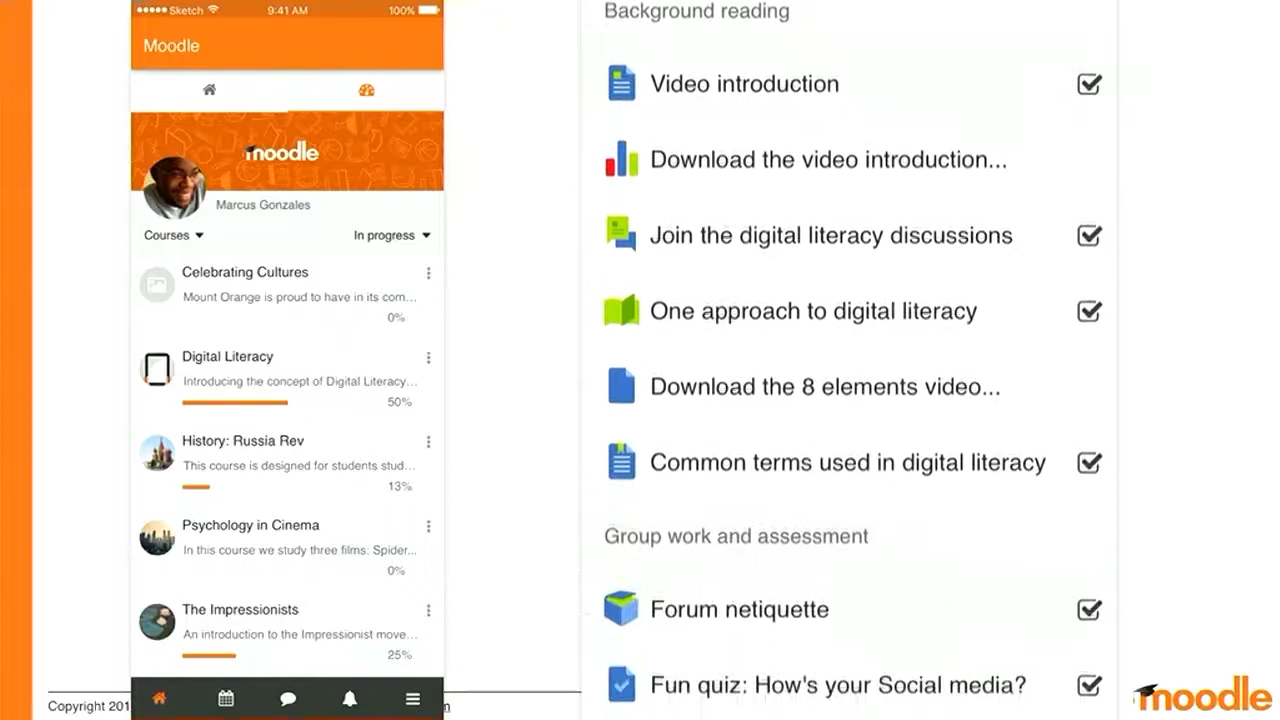 Sketch
9:41 AM
100%
Moodle
moodle
Marcus Gonzales
Courses
In progress
Celebrating Cultures
Mount Orange is proud to have in its com...
0%
Digital Literacy
Introducing the concept of Digital Literacy...
50%
History: Russia Rev
This course is designed for students stud...
13%
Psychology in Cinema
In this course we study three films: Spider...
0%
The Impressionists
An introduction to the Impressionist move...
25%
Copyright 201
Background reading
Video introduction
Download the video introduction...
Join the digital literacy discussions
One approach to digital literacy
Download the 8 elements video...
Common terms used in digital literacy
Group work and assessment
Forum netiquette
Fun quiz: How's your Social media?
moodle